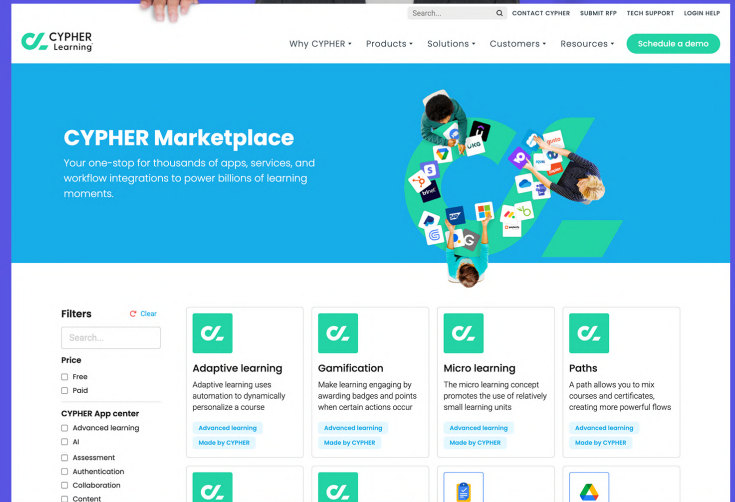 Search...
CONTACT CYPHER SUBMIT RFP TECH SUPPORT LOGIN HELP
CYPHER
Learning
Why CYPHER Products Solutions Customers Resources Schedule a demo
CYPHER Marketplace
Your one-stop for thousands of apps, services, and
workflow integrations to power billions of learning
moments.
UKG
gusto
SAP
Filters
Clear
Search...
Price
Free
Paid
CYPHER App center
Advanced learning
AI
Assessment
Authentication
Collaboration
Content
Adaptive learning
Adaptive learning uses
automation to dynamically
personalize a course
Advanced learning
Made by CYPHER
Gamification
Make learning engaging by
awarding badges and points
when certain actions occur
Advanced learning
Made by CYPHER
Micro learning
The micro learning concept
promotes the use of relatively
small learning units
Advanced learning
Made by CYPHER
Paths
A path allows you to mix
courses and certificates,
creating more powerful flows
Advanced learning
Made by CYPHER